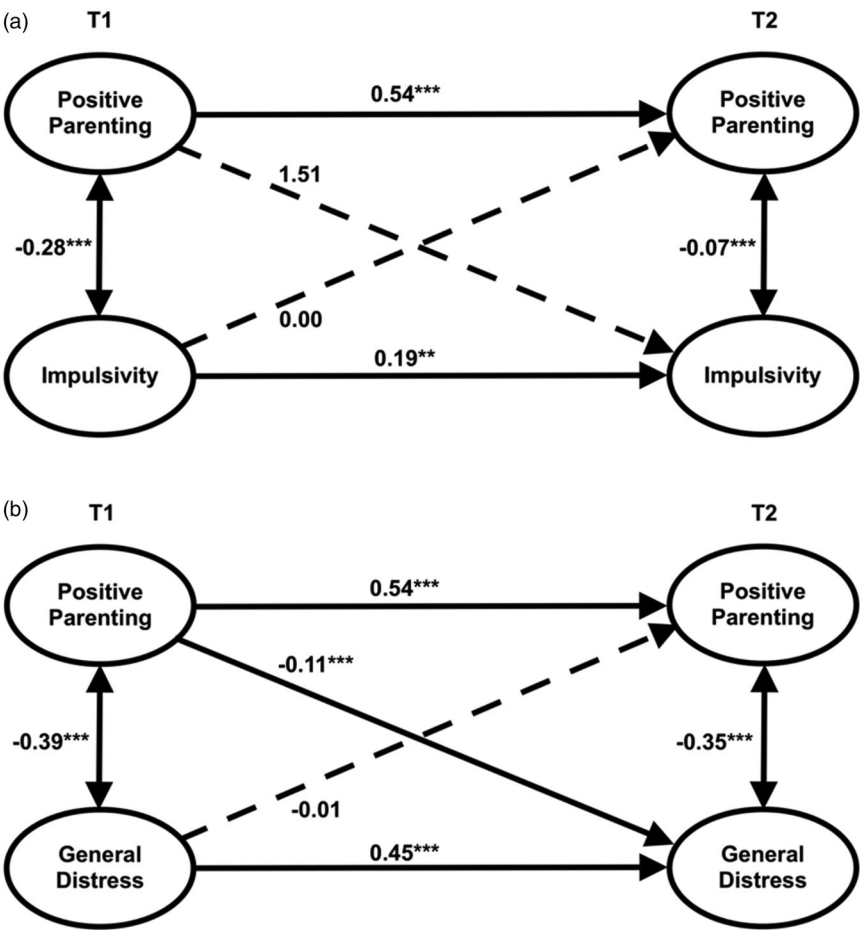 (a)
T1
T2
Positive
Parenting
0.54***
Positive
Parenting
1.51
-0.28***
-0.07***
0.00
Impulsivity
0.19**
Impulsivity
(b)
T1
T2
Positive
Parenting
0.54***
Positive
Parenting
-0.11***
-0.39***
-0.35***
-0.01
General
Distress
0.45***
General
Distress